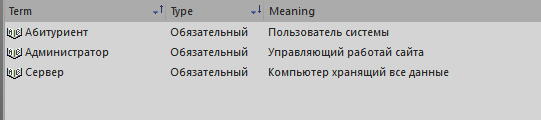 Term Type Meaning
Абитуриент Обязательный Пользователь системы
Администратор Обязательный Управляющий работай сайта
Сервер Обязательный Компьютер хранящий все данные